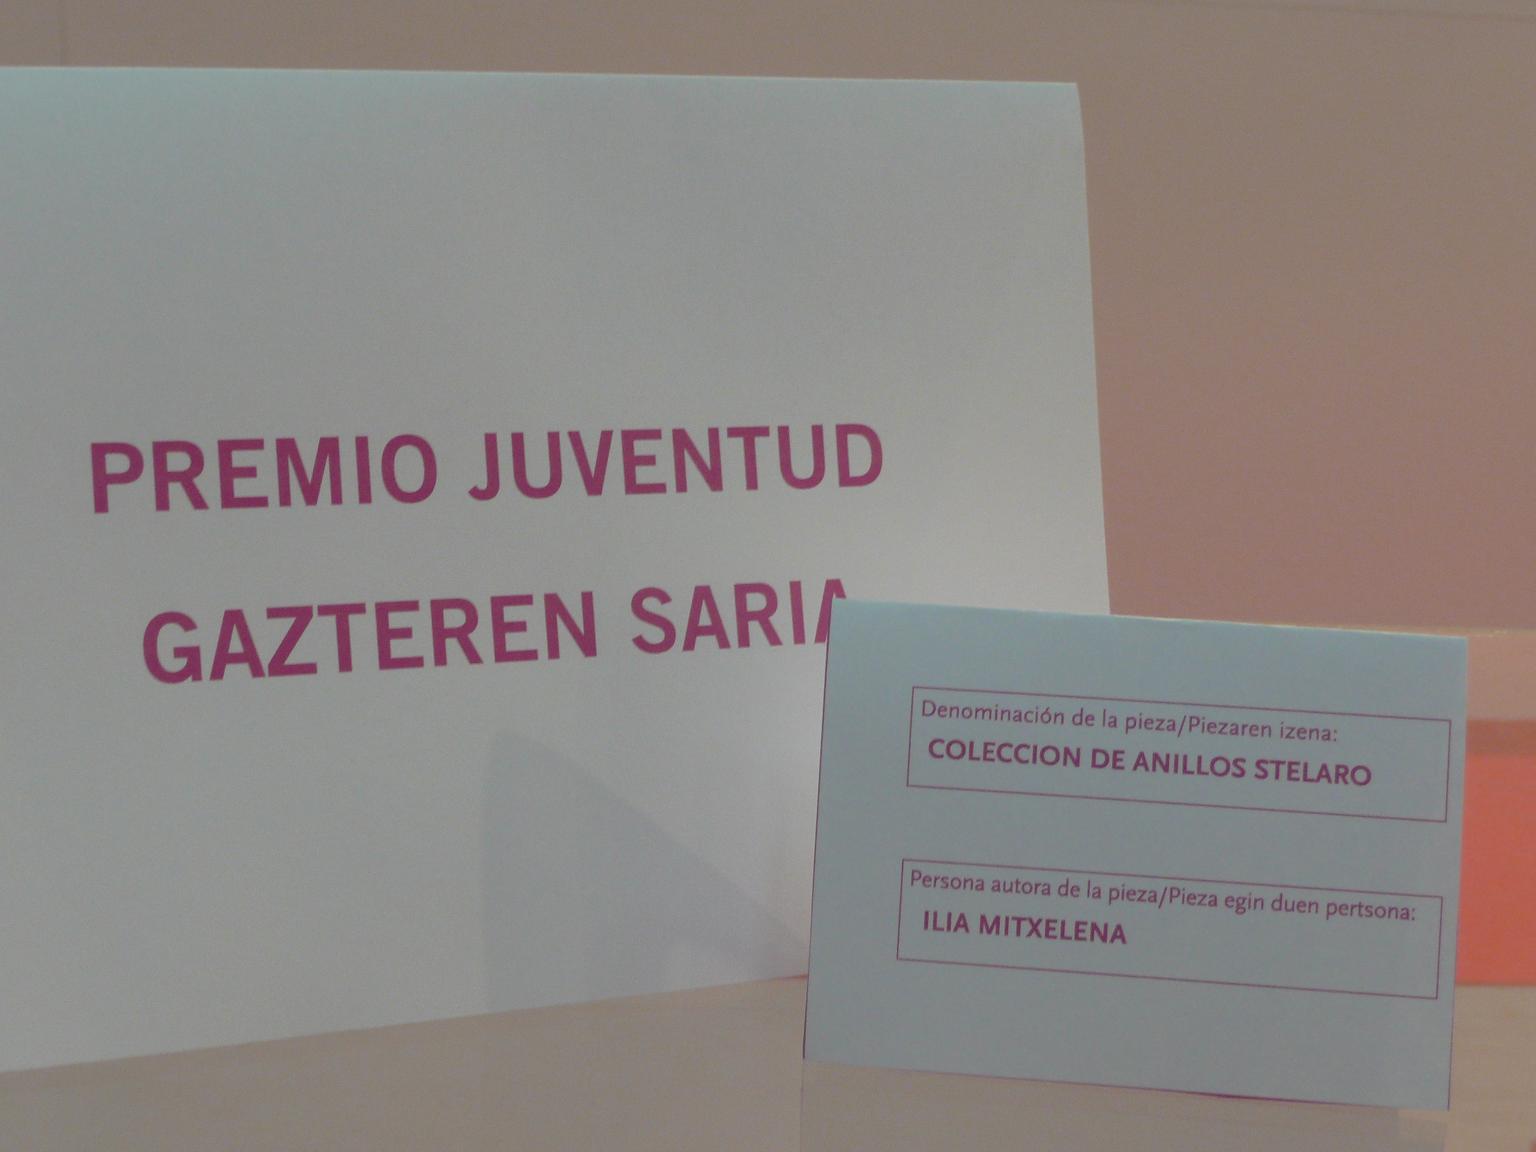 PREMIO JUVENTUD
GAZTEREN SARIA
Denominación de la pieza/Piezaren izena:
COLECCION DE ANILLOS STELARO
Persona autora de la pieza/Pieza egin duen pertsona:
ILIA MITXELENA